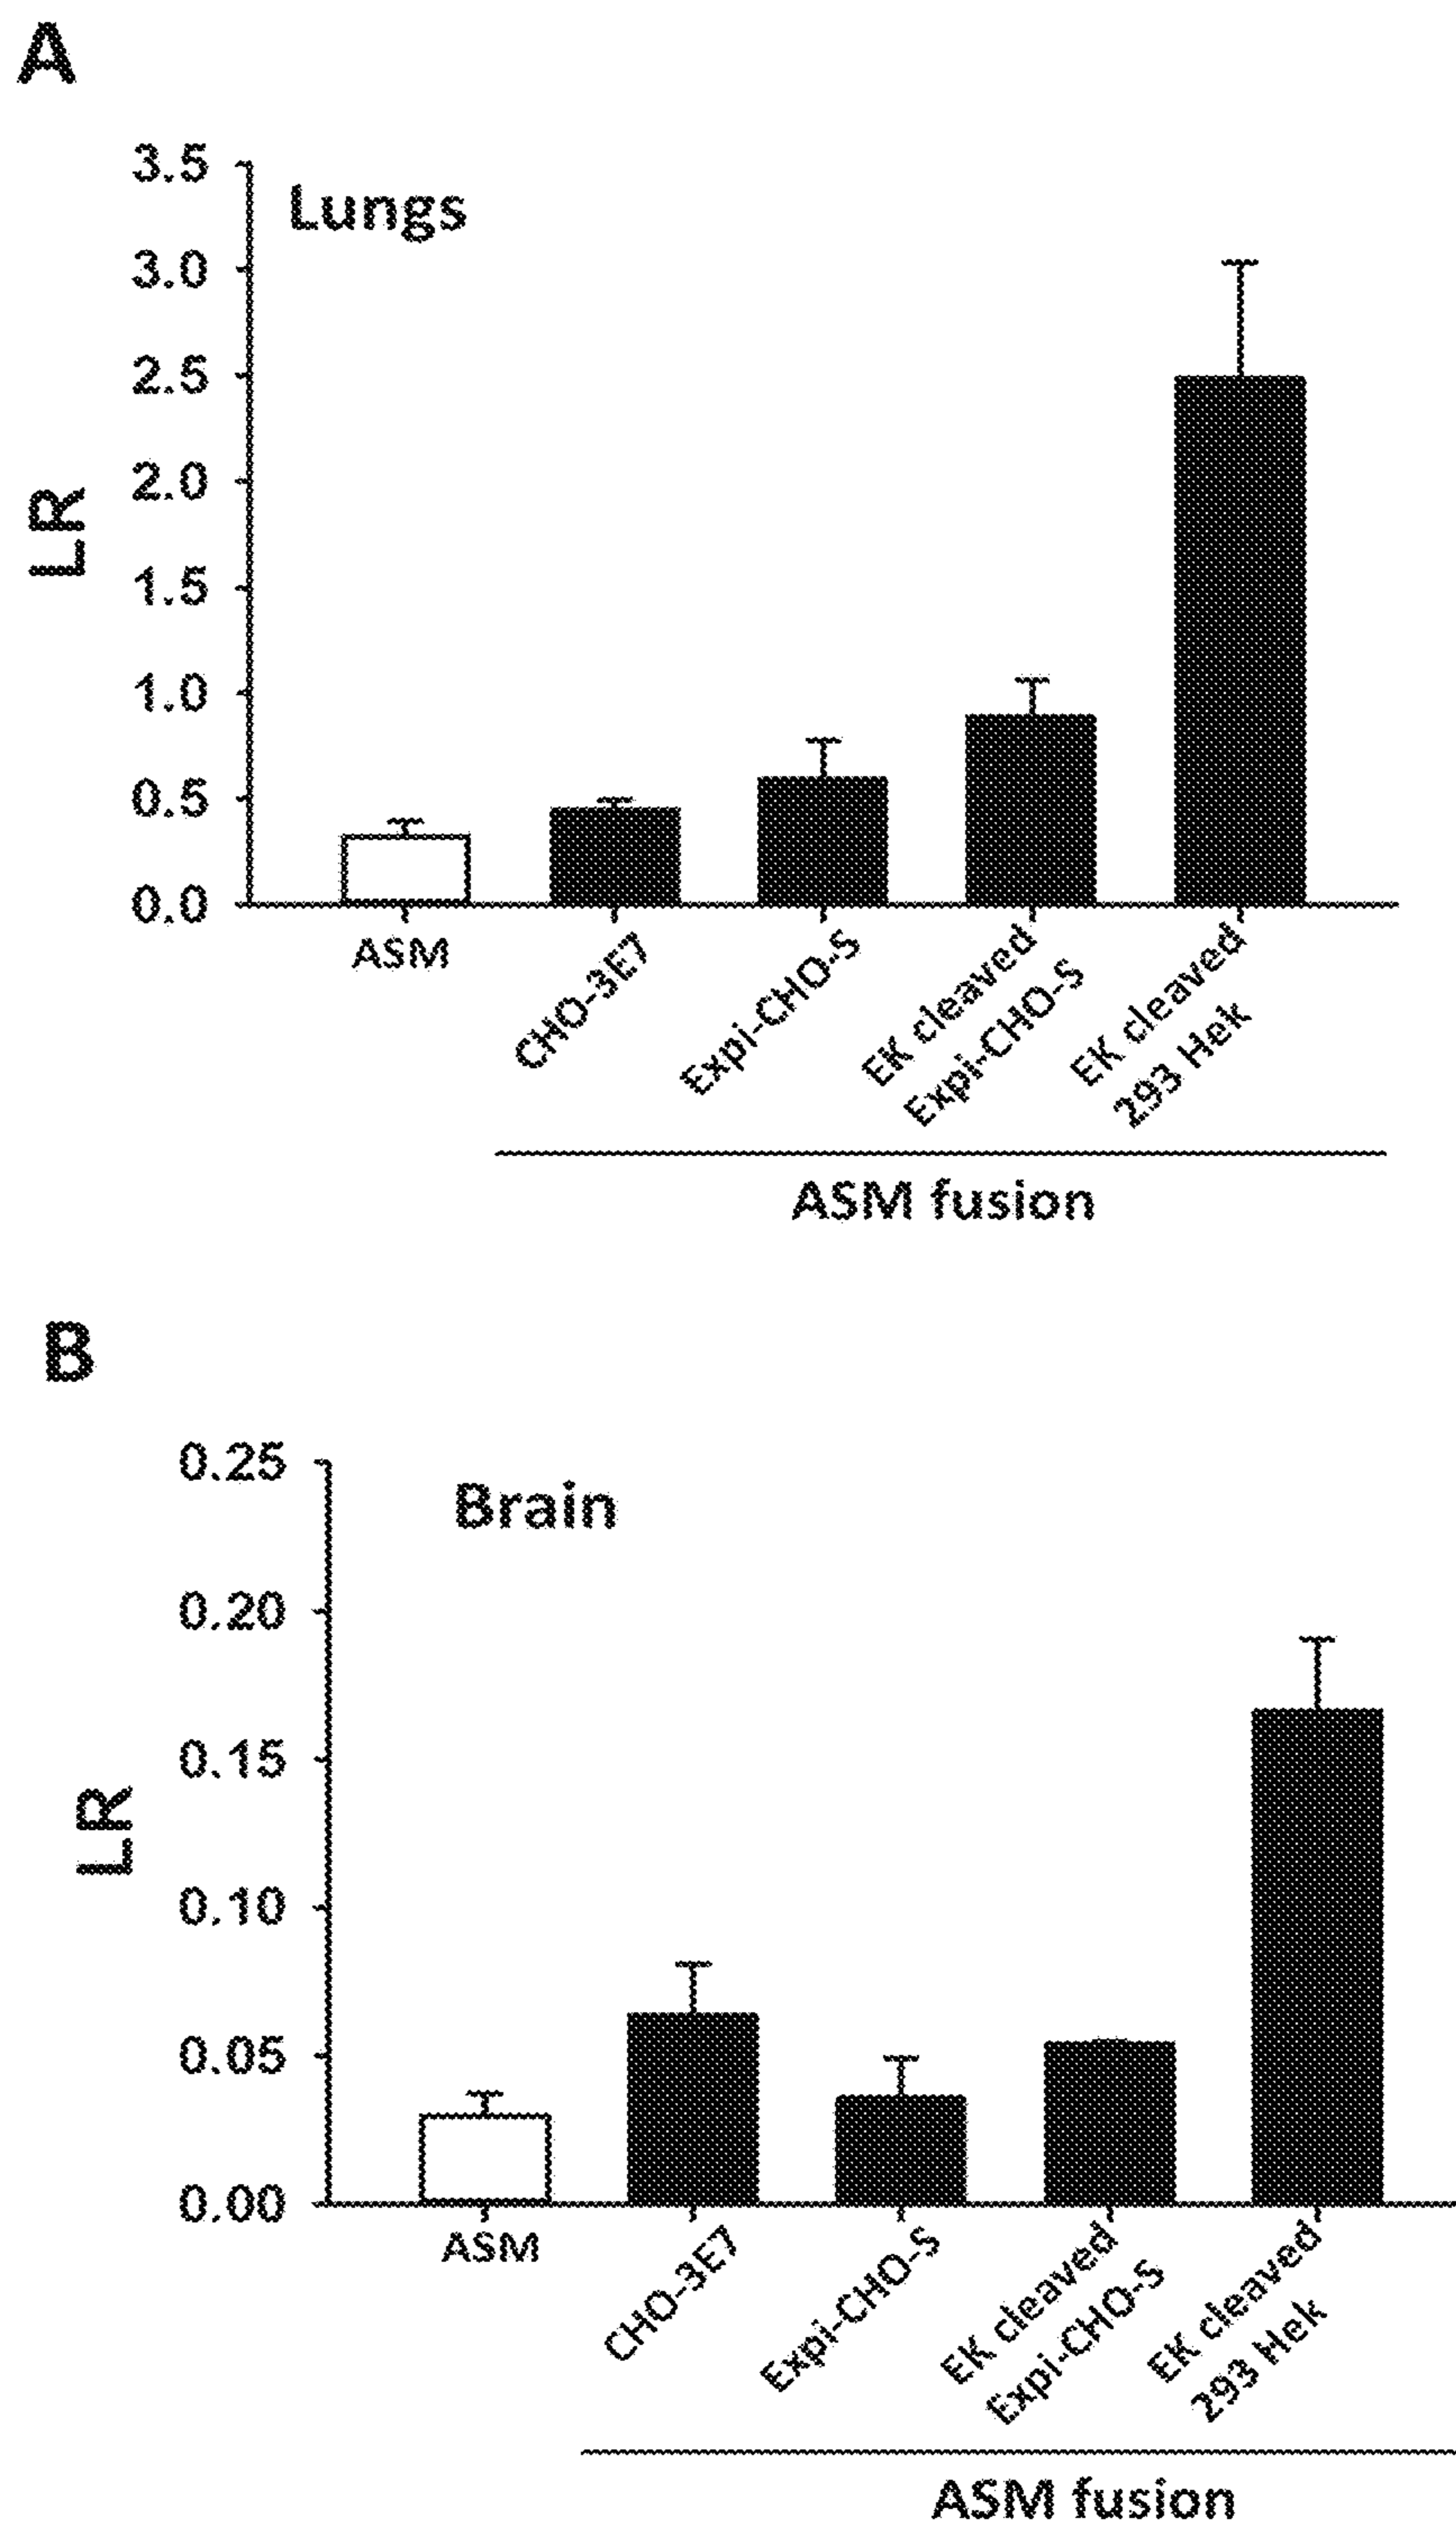 A
3.5
Lungs
3.0
2.5
2.0
LR
1.5
1.0
0.5
0.0
ASM
CHO-3E7
Expi-CHO-S
EK cleaved
Expi-CHO-S
EK cleaved
293 Hek
ASM fusion
B
0.25
Brain
0.20
0.15
LR
0.10
0.05
0.00
ASM
CHO-3E7
Expi-CHO-S
EK cleaved
Expi-CHO-S
EK cleaved
293 Hek
ASM fusion